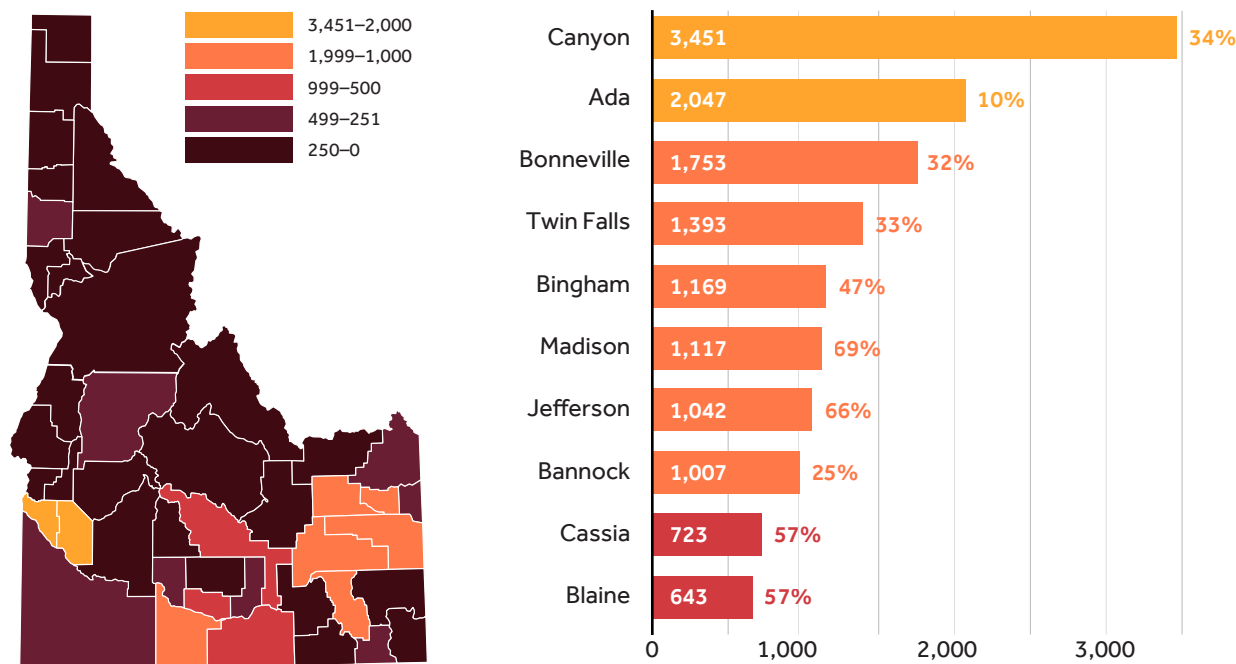 3,451–2,000
1,999–1,000
999–500
499–251
250–0
Canyon 3,451 34%
Ada 2,047 10%
Bonneville 1,753 32%
Twin Falls 1,393 33%
Bingham 1,169 47%
Madison 1,117 69%
Jefferson 1,042 66%
Bannock 1,007 25%
Cassia 723 57%
Blaine 643 57%
0 1,000 2,000 3,000